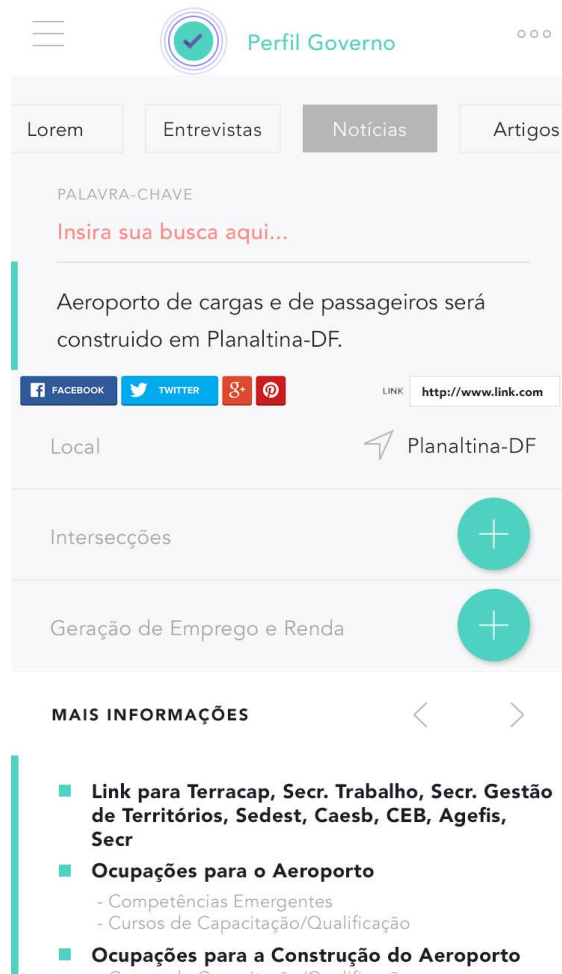 Perfil Governo
Lorem Entrevistas Notícias Artigos
PALAVRA-CHAVE
Insira sua busca aqui...
Aeroporto de cargas e de passageiros será
construido em Planaltina-DF.
FACEBOOK TWITTER g+ LINK http://www.link.com
Local Planaltina-DF
Intersecções
Geração de Emprego e Renda
MAIS INFORMAÇÕES
Link para Terracap, Secr. Trabalho, Secr. Gestão
de Territórios, Sedest, Caesb, CEB, Agefis,
Secr
Ocupações para o Aeroporto
- Competências Emergentes
- Cursos de Capacitação/Qualificação
Ocupações para a Construção do Aeroporto